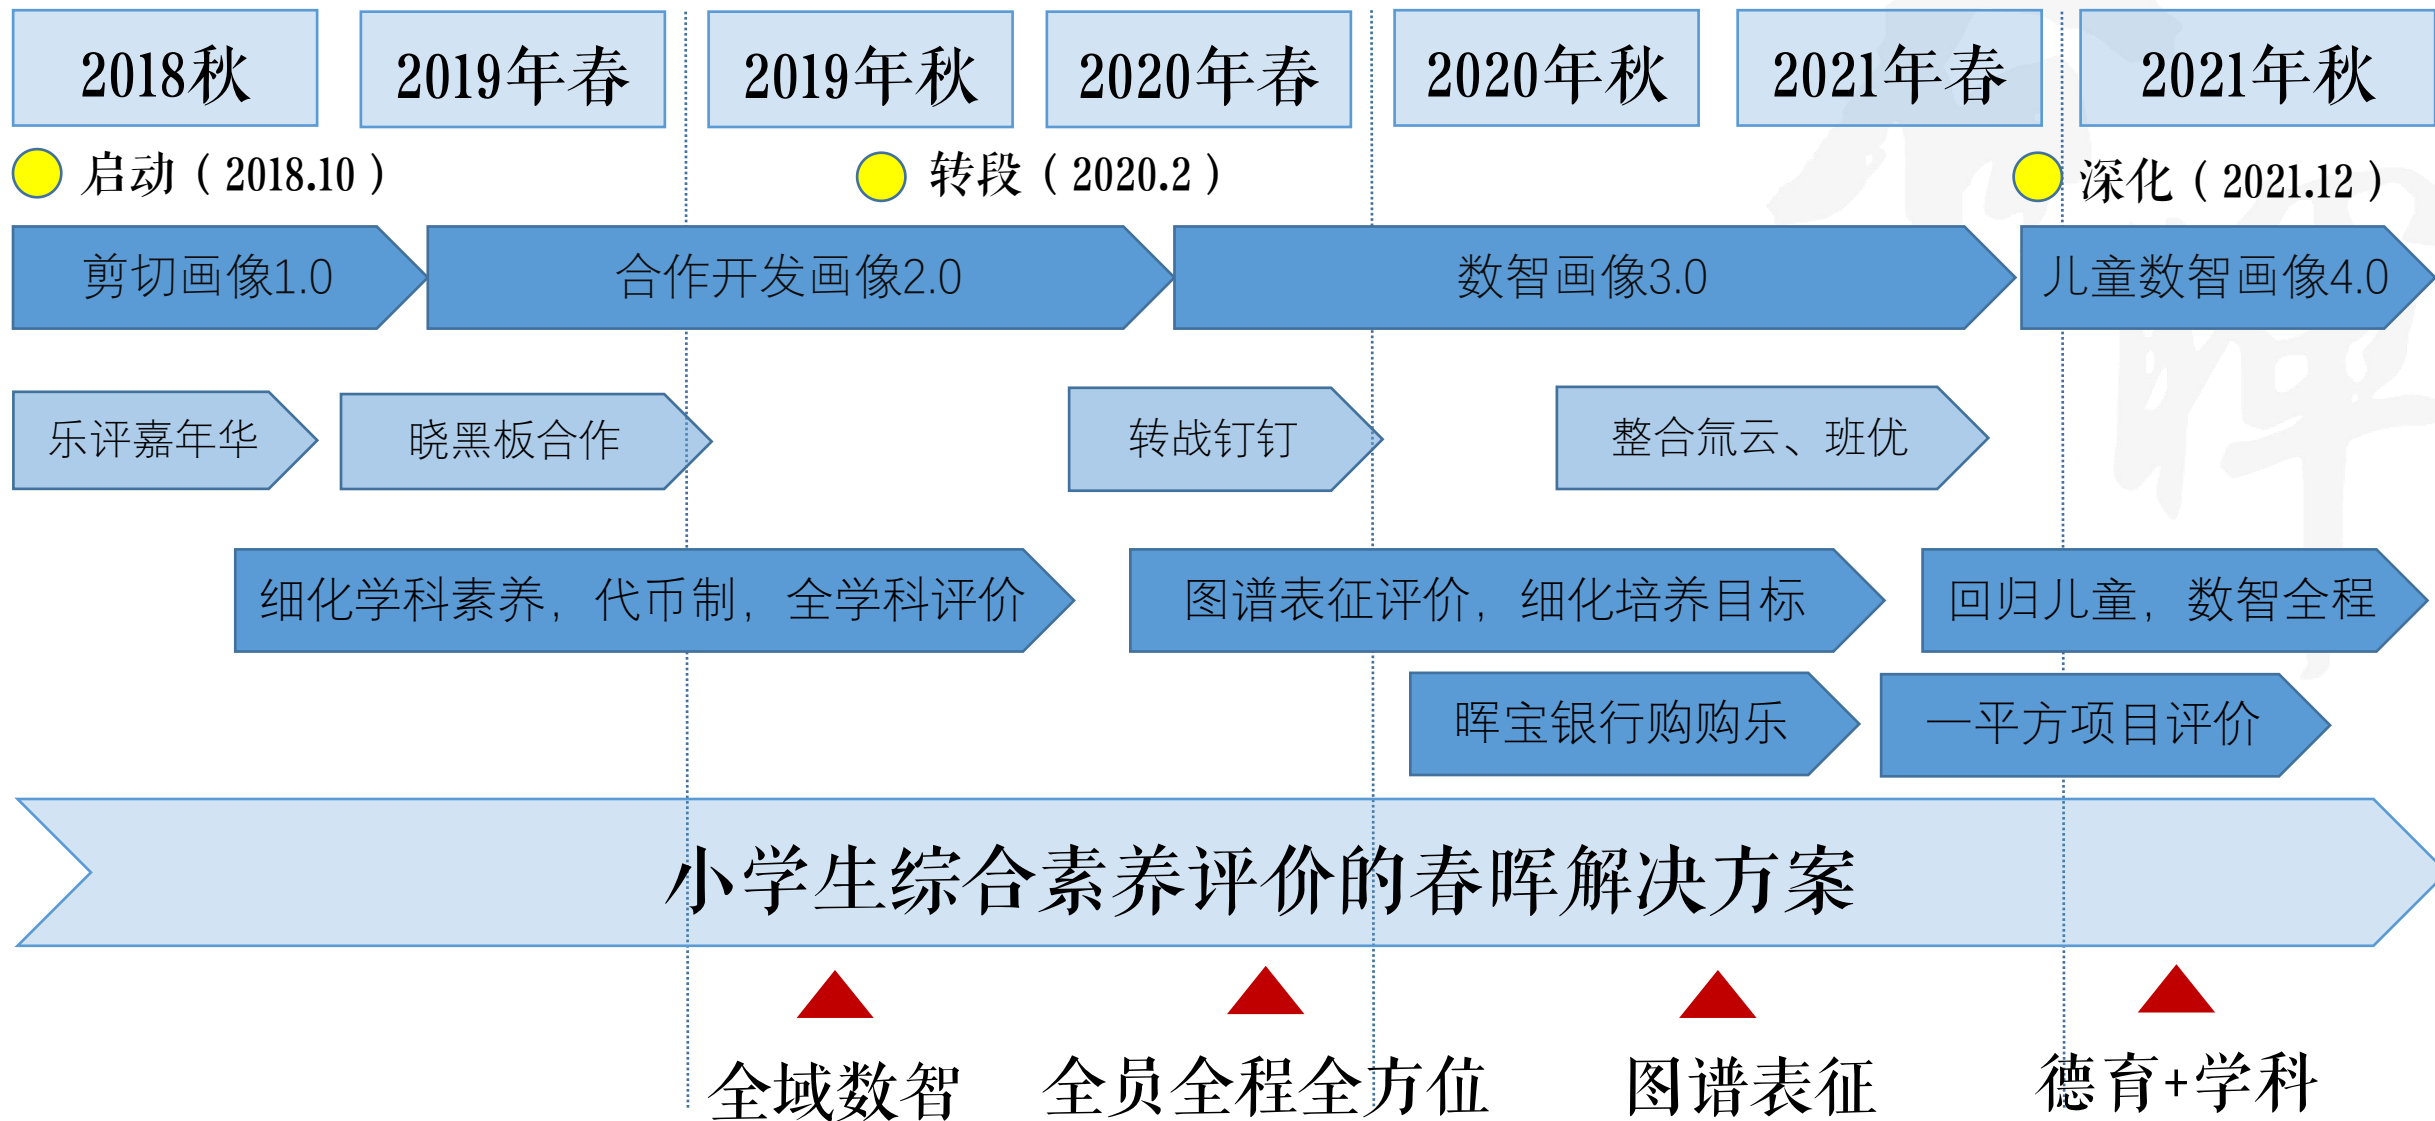 2018秋 2019年春 2019年秋 2020年春 2020年秋 2021年春 2021年秋
启动（2018.10） 转段（2020.2） 深化（2021.12）
剪切画像1.0 合作开发画像2.0 数智画像3.0 儿童数智画像4.0
乐评嘉年华 晓黑板合作 转战钉钉 整合氚云、班优
细化学科素养，代币制，全学科评价 图谱表征评价，细化培养目标 回归儿童，数智全程
晖宝银行购购乐 一平方项目评价
小学生综合素养评价的春晖解决方案
全域数智 全员全程全方位 图谱表征 德育+学科